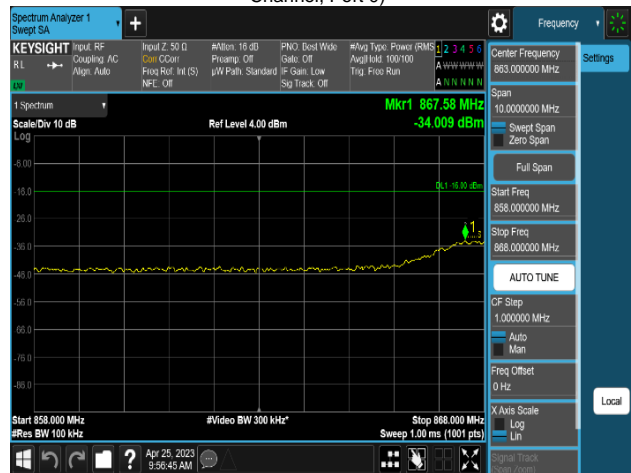 Channel, Port 0)
Spectrum Analyzer 1
Swept SA
+
Frequency
KEYSIGHT
RL
LXI
Input: RF
Coupling: AC
Align: Auto
Input Z: 50 Ω
Corr CCorr
Freq Ref: Int (S)
NFE: Off
#Atten: 16 dB
Preamp: Off
µW Path: Standard
PNO: Best Wide
Gate: Off
IF Gain: Low
Sig Track: Off
#Avg Type: Power (RMS
Avg|Hold: 100/100
Trig: Free Run
1 2 3 4 5 6
A W W W W W
A N N N N N
1 Spectrum
Scale/Div 10 dB
Log
Ref Level 4.00 dBm
Mkr1 867.58 MHz
-34.009 dBm
-6.00
-16.0
DL1 -16.00 dBm
-26.0
1
3
-36.0
-46.0
-56.0
-66.0
-76.0
-86.0
Start 858.000 MHz
#Res BW 100 kHz
#Video BW 300 kHz*
Stop 868.000 MHz
Sweep 1.00 ms (1001 pts)
Center Frequency
863.000000 MHz
Settings
Span
10.0000000 MHz
Swept Span
Zero Span
Full Span
Start Freq
858.000000 MHz
Stop Freq
868.000000 MHz
AUTO TUNE
CF Step
1.000000 MHz
Auto
Man
Freq Offset
0 Hz
X Axis Scale
Log
Lin
Local
Signal Track
(Span Zoom)
?
Apr 25, 2023
9:56:45 AM